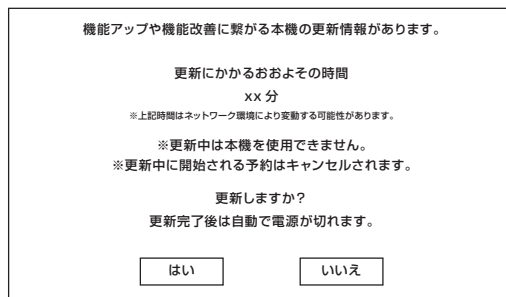 機能アップや機能改善に繋がる本機の更新情報があります。
更新にかかるおおよその時間
xx 分
※上記時間はネットワーク環境により変動する可能性があります。
※更新中は本機を使用できません。
※更新中に開始される予約はキャンセルされます。
更新しますか？
更新完了後は自動で電源が切れます。
はい
いいえ